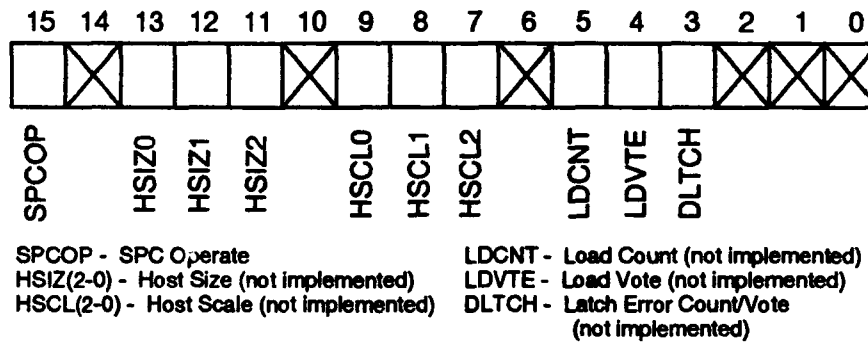 15 14 13 12 11 10 9 8 7 6 5 4 3 2 1 0
SPCOP HSIZ0 HSIZ1 HSIZ2 HSCL0 HSCL1 HSCL2 LDCNT LDVTE DLTCH
SPCOP - SPC Operate
HSIZ(2-0) - Host Size (not implemented)
HSCL(2-0) - Host Scale (not implemented)
LDCNT - Load Count (not implemented)
LDVTE - Load Vote (not implemented)
DLTCH - Latch Error Count/Vote
(not implemented)